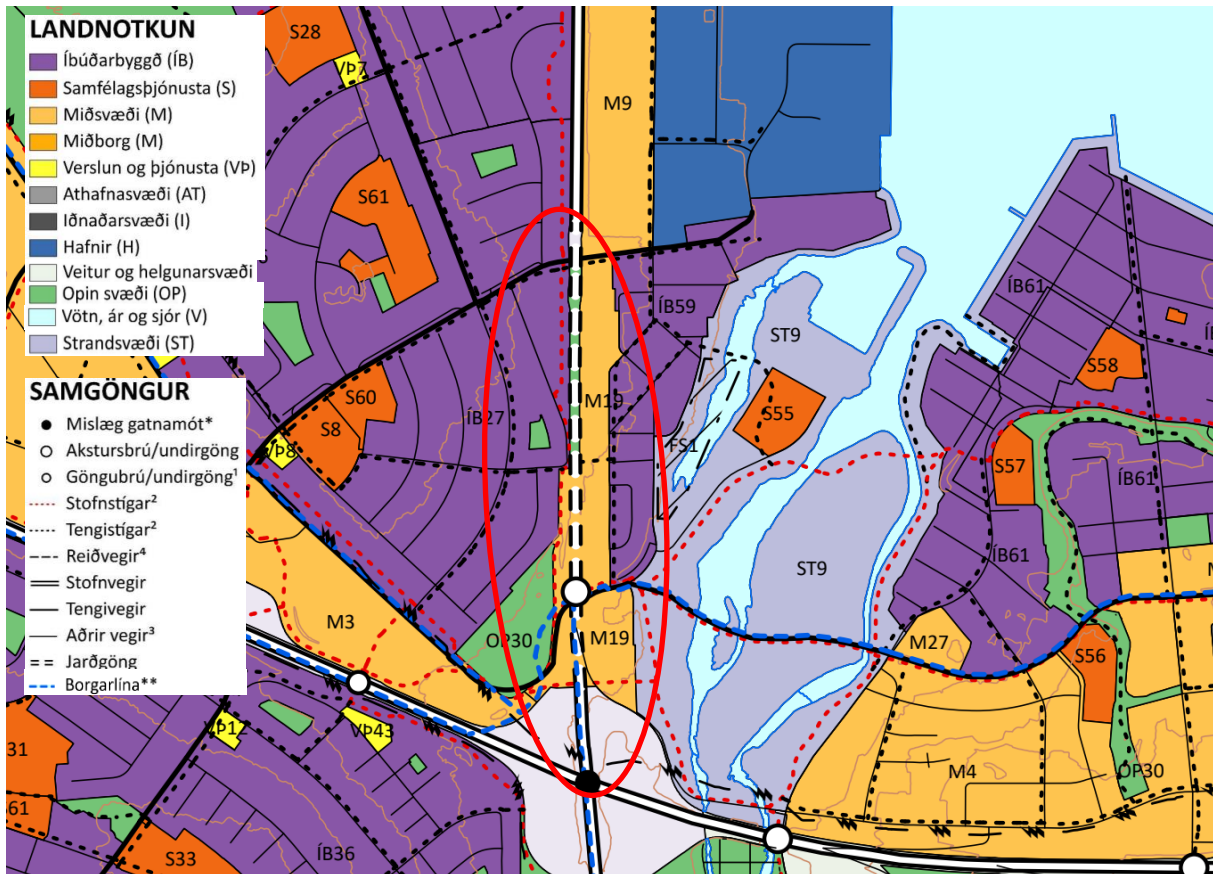 LANDNOTKUN
Íbúðarbyggð (ÍB)
Samfélagsþjónusta (S)
Miðsvæði (M)
Miðborg (M)
Verslun og þjónusta (VÞ)
Athafnasvæði (AT)
Iðnaðarsvæði (I)
Hafnir (H)
Veitur og helgunarsvæði
Opin svæði (OP)
Vötn, ár og sjór (V)
Strandsvæði (ST)
SAMGÖNGUR
Mislæg gatnamót*
Akstursbrú/undirgöng
Göngubrú/undirgöng¹
Stofnstígar²
Tengistígar²
Reiðvegir⁴
Stofnvegir
Tengivegir
Aðrir vegir³
Jarðgöng
Borgarlína**
S28
VÞ7
M9
S61
ÍB59
ÍB61
ST9
S58
S60
S8
VÞ8
ÍB27
M19
S55
FS1
S57
ÍB61
ÍB61
ST9
M3
OP30
M19
M27
S56
VÞ12
VÞ43
31
61
S33
ÍB36
M4
OP30